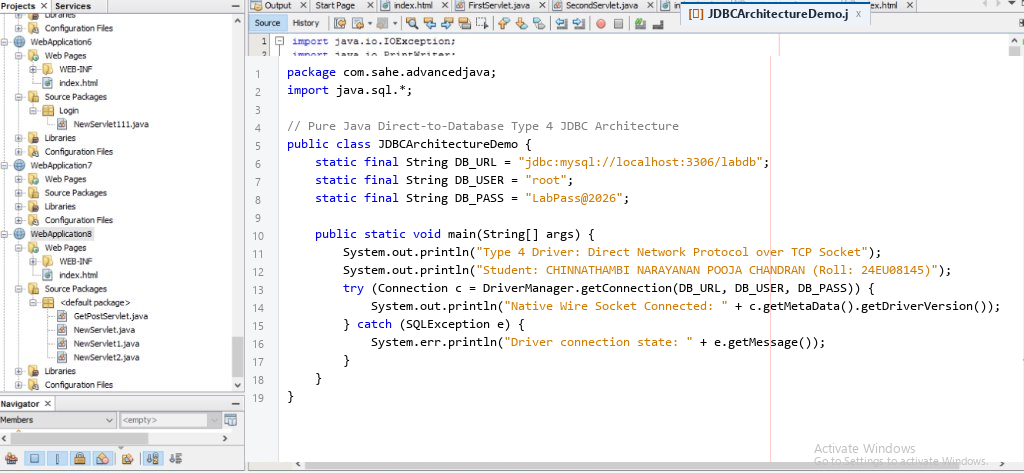 Projects × Services
Libraries
Configuration Files
WebApplication6
Web Pages
WEB-INF
index.html
Source Packages
Login
NewServlet111.java
Libraries
Configuration Files
WebApplication7
Web Pages
Source Packages
Libraries
Configuration Files
WebApplication8
Web Pages
WEB-INF
index.html
Source Packages
<default package>
GetPostServlet.java
NewServlet.java
NewServlet1.java
NewServlet2.java
Libraries
Configuration Files
Navigator ×
Members <empty>
Output × Start Page × index.html × FirstServlet.java × SecondServlet.java × JDBCArchitectureDemo.j x ex.html ×
Source History
1 import java.io.IOException;
2 import java.io.PrintWriter;
1 package com.sahe.advancedjava;
2 import java.sql.*;
3
4 // Pure Java Direct-to-Database Type 4 JDBC Architecture
5 public class JDBCArchitectureDemo {
6 static final String DB_URL = "jdbc:mysql://localhost:3306/labdb";
7 static final String DB_USER = "root";
8 static final String DB_PASS = "LabPass@2026";
9
10 public static void main(String[] args) {
11 System.out.println("Type 4 Driver: Direct Network Protocol over TCP Socket");
12 System.out.println("Student: CHINNATHAMBI NARAYANAN POOJA CHANDRAN (Roll: 24EU08145)");
13 try (Connection c = DriverManager.getConnection(DB_URL, DB_USER, DB_PASS)) {
14 System.out.println("Native Wire Socket Connected: " + c.getMetaData().getDriverVersion());
15 } catch (SQLException e) {
16 System.err.println("Driver connection state: " + e.getMessage());
17 }
18 }
19 }
Activate Windows
Go to Settings to activate Windows.